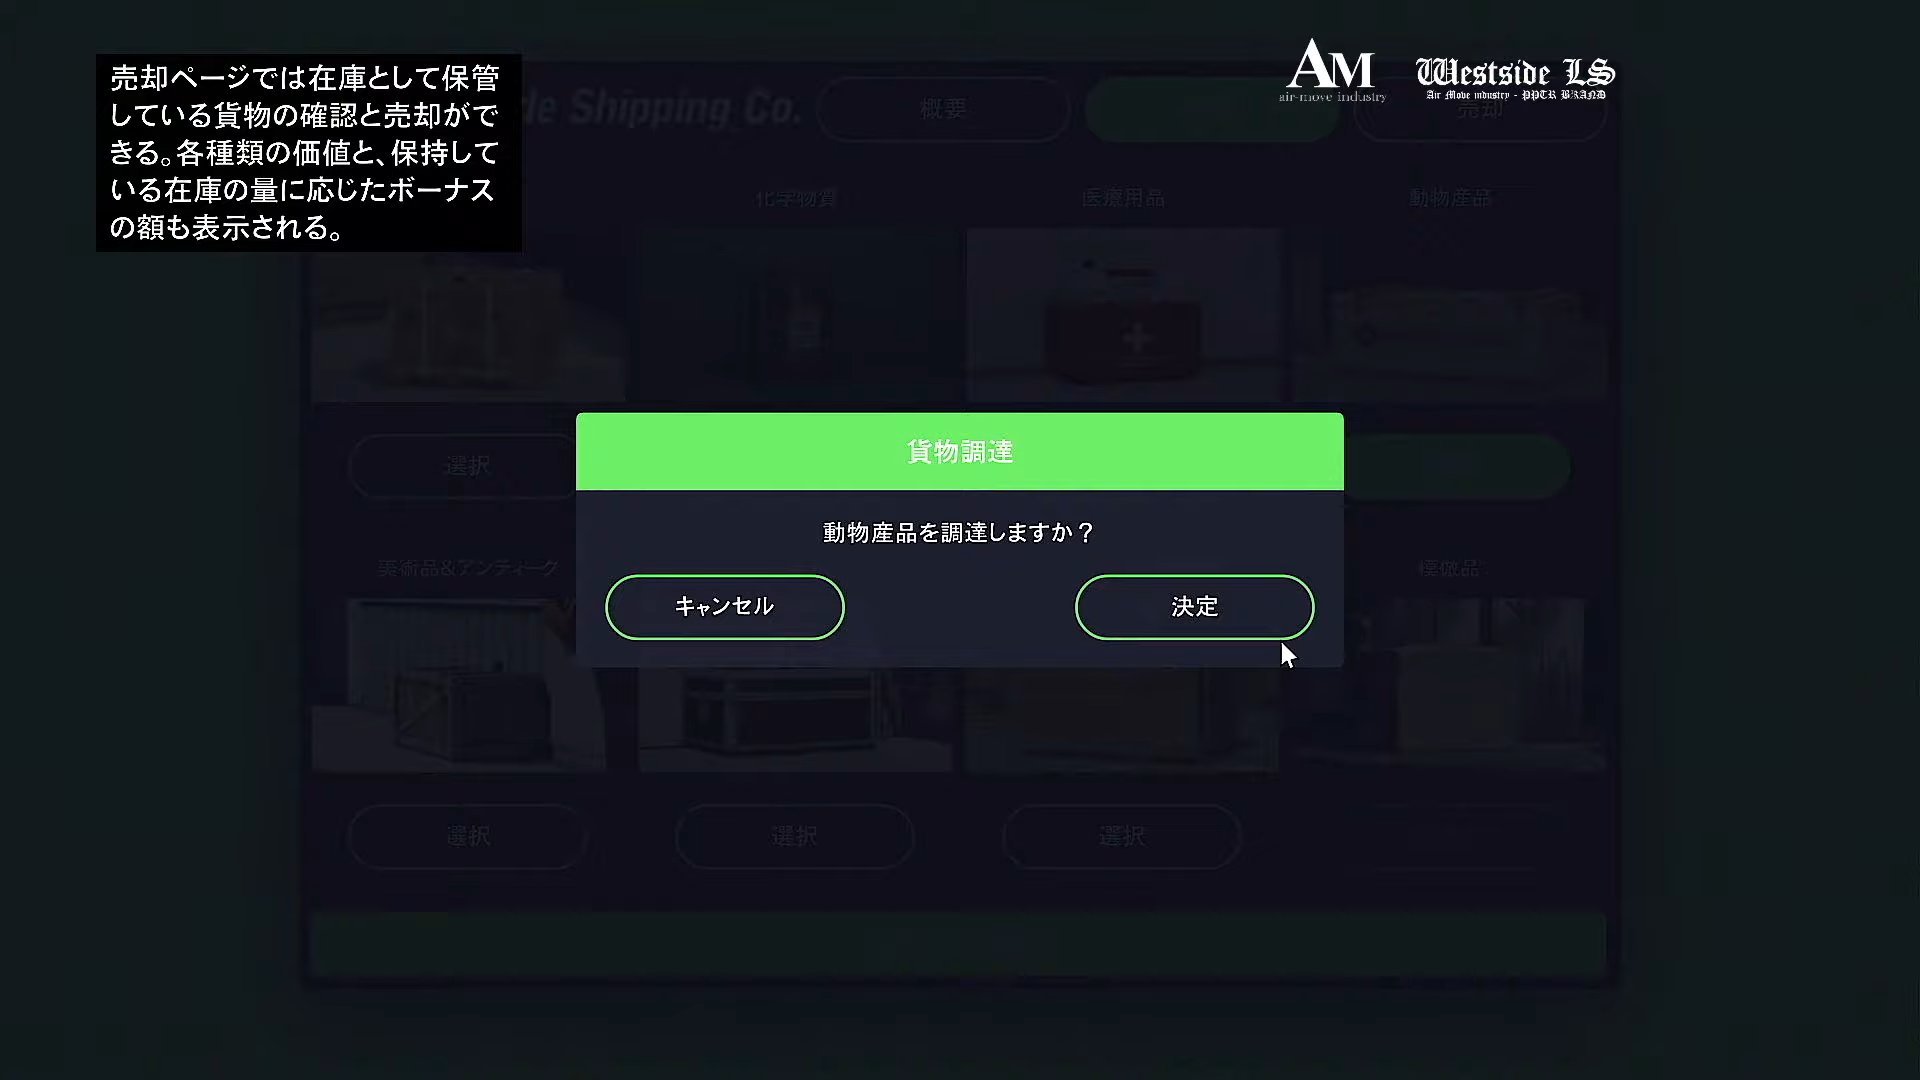 売却ページでは在庫として保管
している貨物の確認と売却がで
きる。各種類の価値と、保持して
いる在庫の量に応じたボーナス
の額も表示される。
AM
air-move industry
Westside LS
Air Move industry - PPTR BRAND
de Shipping Co.
概要
売却
化学物質
医療用品
動物産品
選択
貨物調達
動物産品を調達しますか？
キャンセル
決定
美術品&アンティーク
模倣品
選択
選択
選択